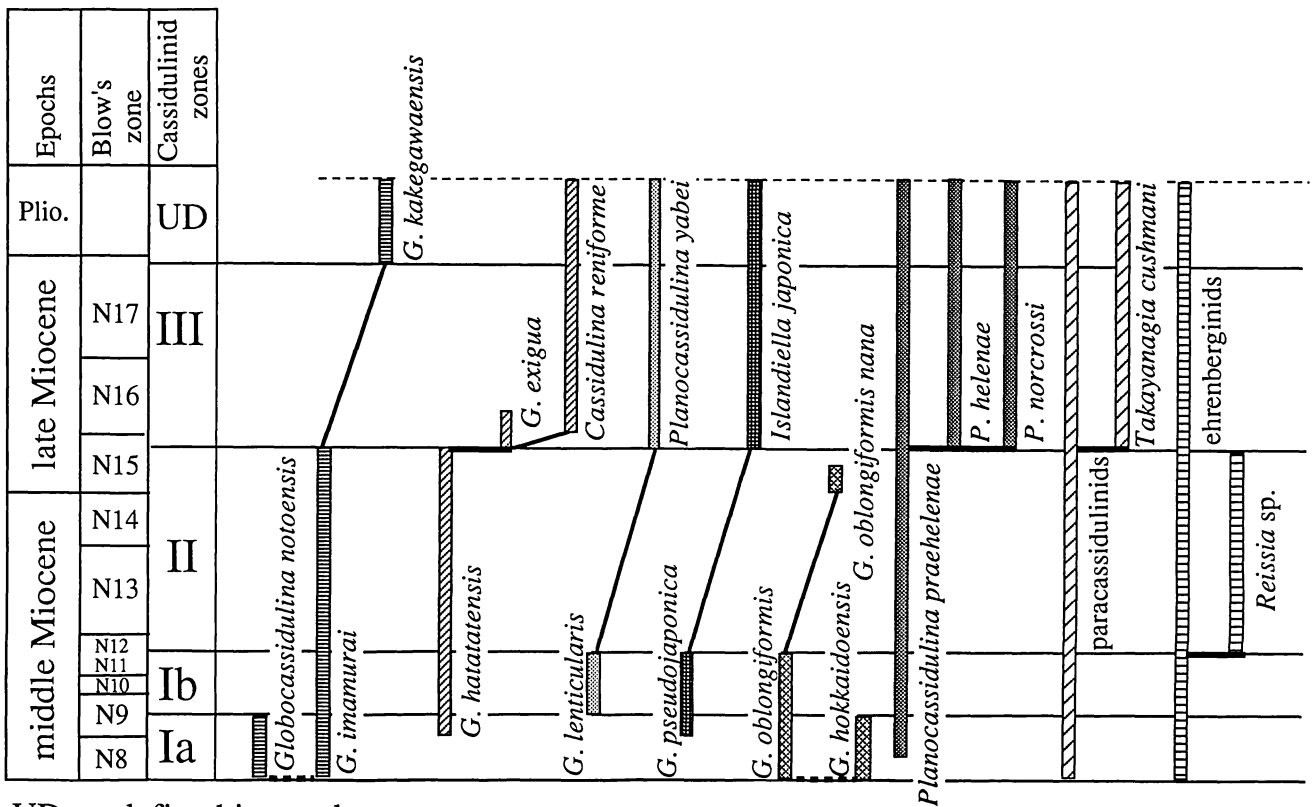 Epochs
Blow's
zone
Cassidulinid
zones
Plio.
late Miocene
middle Miocene
N17
N16
N15
N14
N13
N12
N11
N10
N9
N8
UD
III
II
Ib
Ia
Globocassidulina notoensis
G. imamurai
G. kakegawaensis
G. hatatatensis
G. exigua
Cassidulina reniforme
G. lenticularis
Planocassidulina yabei
G. pseudojaponica
Islandiella japonica
G. oblongiformis
G. hokkaidoensis
G. oblongiformis nana
Planocassidulina praehelenae
P. helenae
P. norcrossi
paracassidulinids
Takayanagia cushmani
ehrenberginids
Reissia sp.